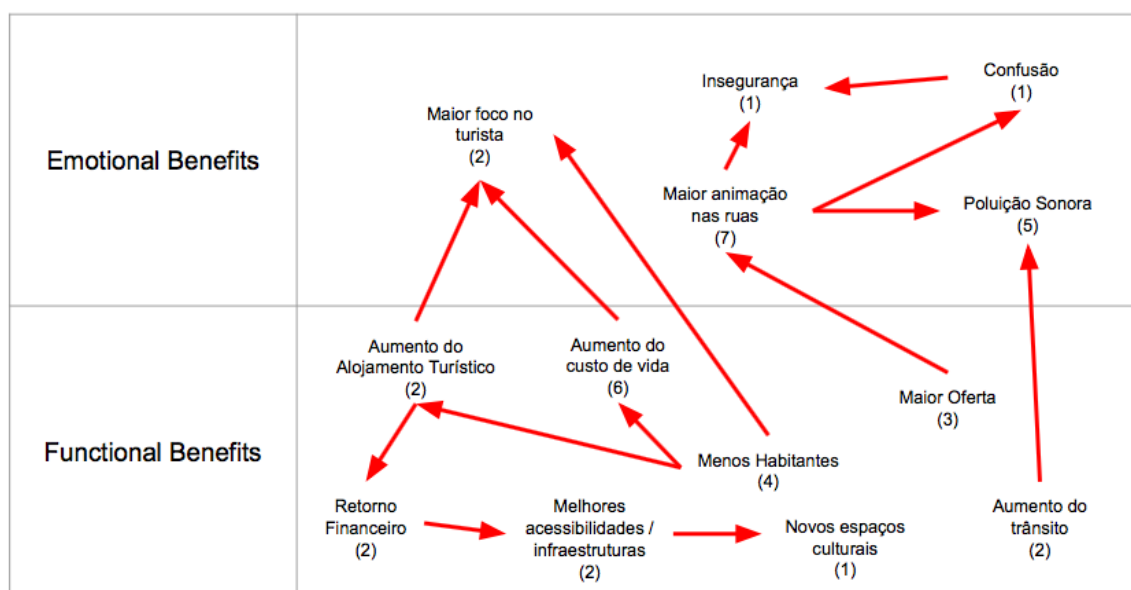 Emotional Benefits
Maior foco no
turista
(2)
Insegurança
(1)
Confusão
(1)
Maior animação
nas ruas
(7)
Poluição Sonora
(5)
Functional Benefits
Aumento do
Alojamento Turístico
(2)
Aumento do
custo de vida
(6)
Maior Oferta
(3)
Menos Habitantes
(4)
Retorno
Financeiro
(2)
Melhores
acessibilidades /
infraestruturas
(2)
Novos espaços
culturais
(1)
Aumento do
trânsito
(2)